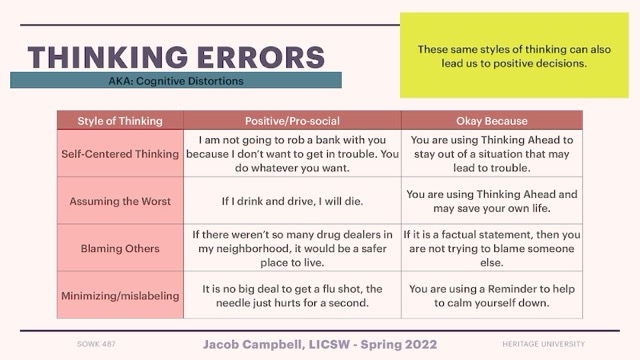 THINKING ERRORS
AKA: Cognitive Distortions
These same styles of thinking can also
lead us to positive decisions.
Style of Thinking
Positive/Pro-social
Okay Because
Self-Centered Thinking
I am not going to rob a bank with you
because I don't want to get in trouble. You
do whatever you want.
You are using Thinking Ahead to
stay out of a situation that may
lead to trouble.
Assuming the Worst
If I drink and drive, I will die.
You are using Thinking Ahead and
may save your own life.
Blaming Others
If there weren't so many drug dealers in
my neighborhood, it would be a safer
place to live.
If it is a factual statement, then you
are not trying to blame someone
else.
Minimizing/mislabeling
It is no big deal to get a flu shot, the
needle just hurts for a second.
You are using a Reminder to help
to calm yourself down.
SOWK 487
Jacob Campbell, LICSW - Spring 2022
HERITAGE UNIVERSITY